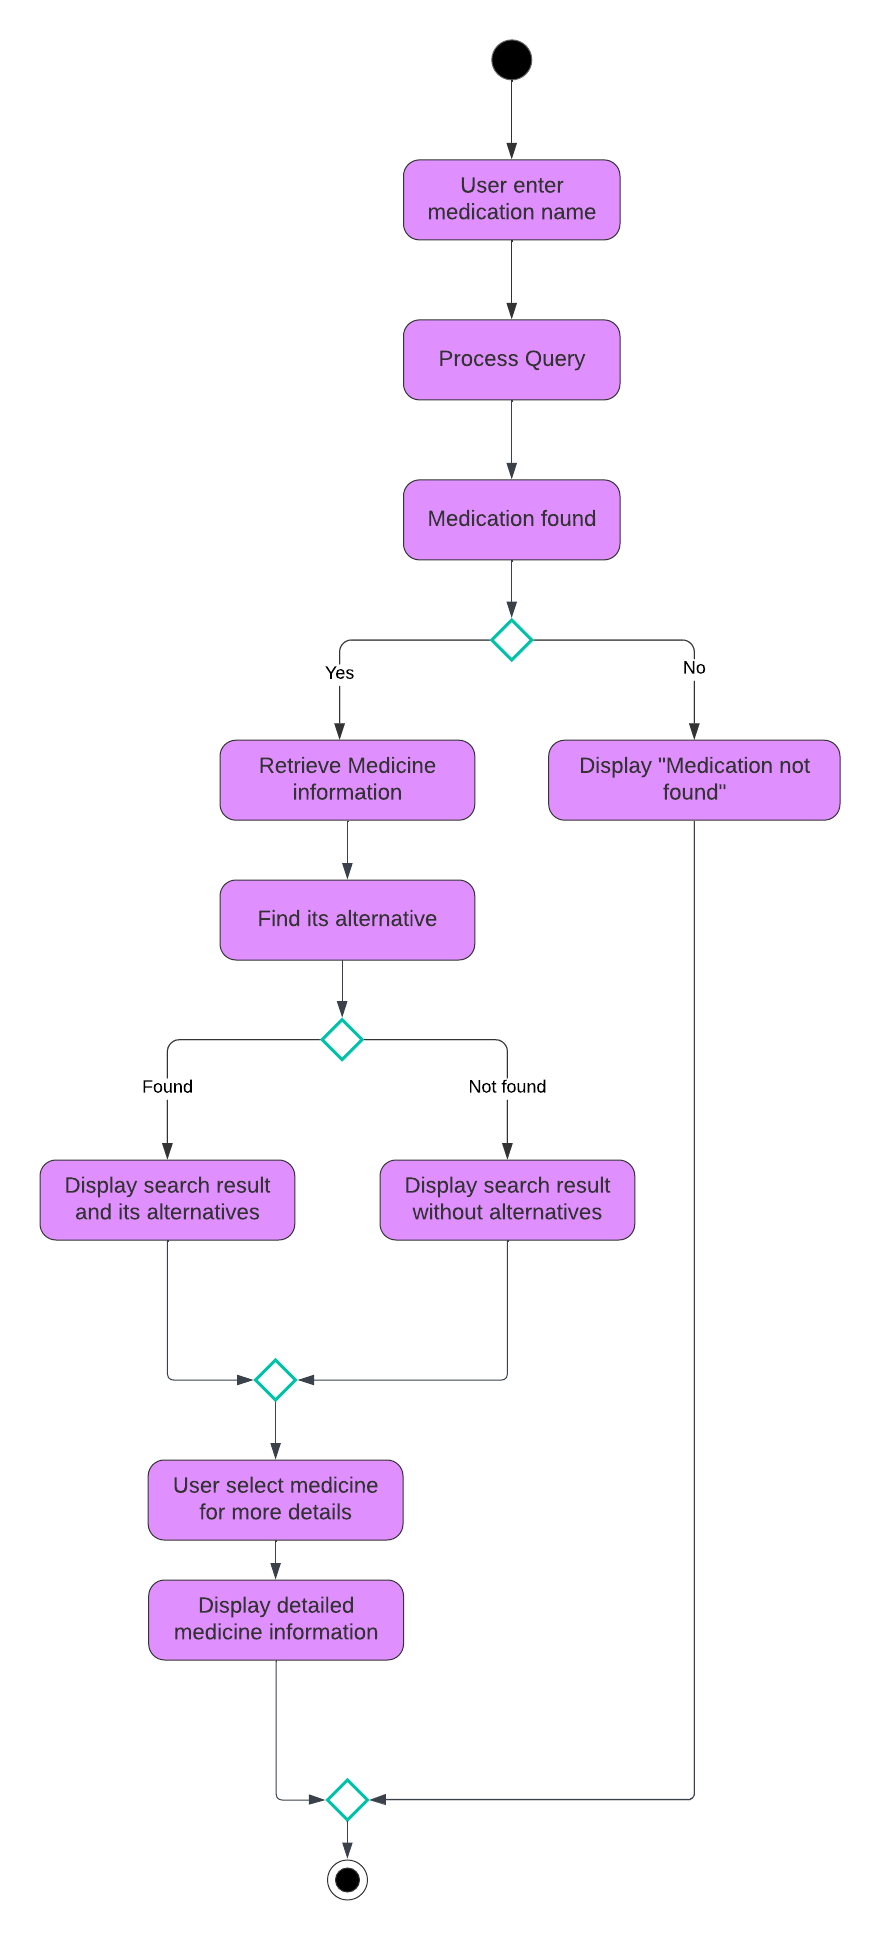 User enter
medication name
Process Query
Medication found
Yes
No
Retrieve Medicine
information
Display "Medication not
found"
Find its alternative
Found
Not found
Display search result
and its alternatives
Display search result
without alternatives
User select medicine
for more details
Display detailed
medicine information